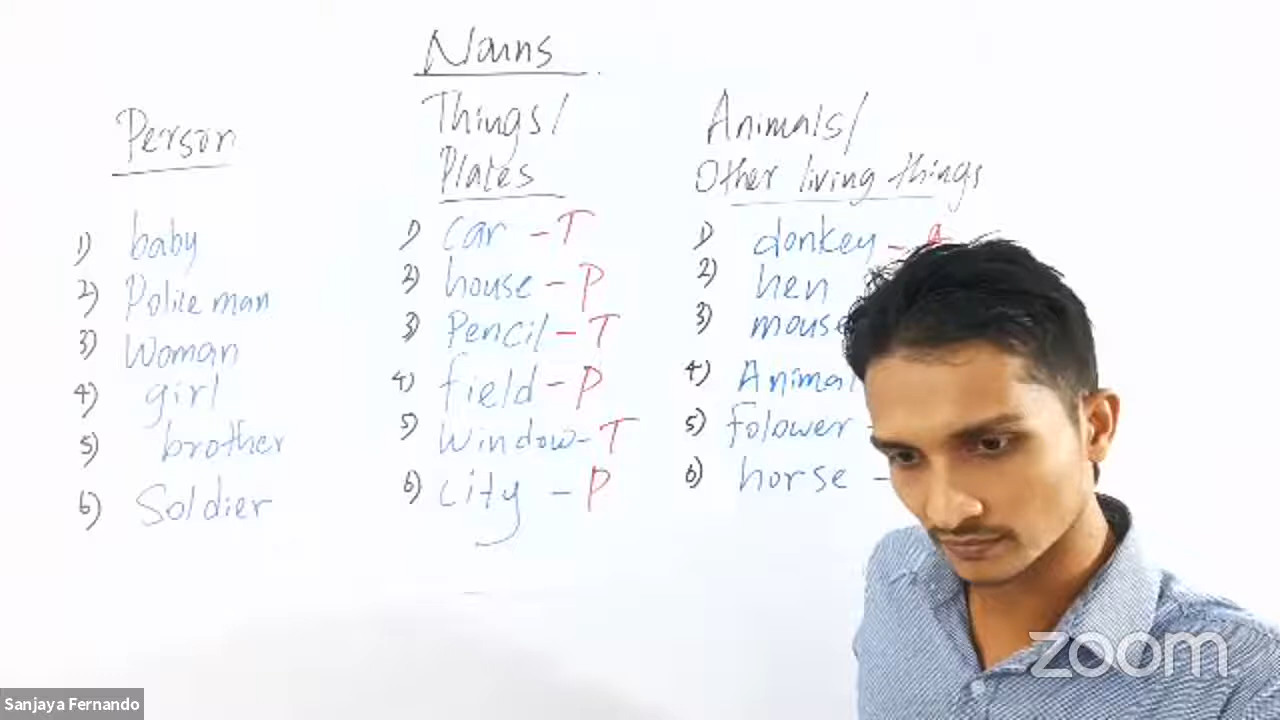 Nouns
Person
Things/
Plates
Animals/
Other living things
1) baby
2) Police man
3) Woman
4) girl
5) brother
6) Soldier
1) car - T
2) house - P
3) Pencil - T
4) field - P
5) Window - T
6) city - P
1) donkey - A
2) hen
3) mouse
4) Animal
5) folower -
6) horse -
zoom
Sanjaya Fernando